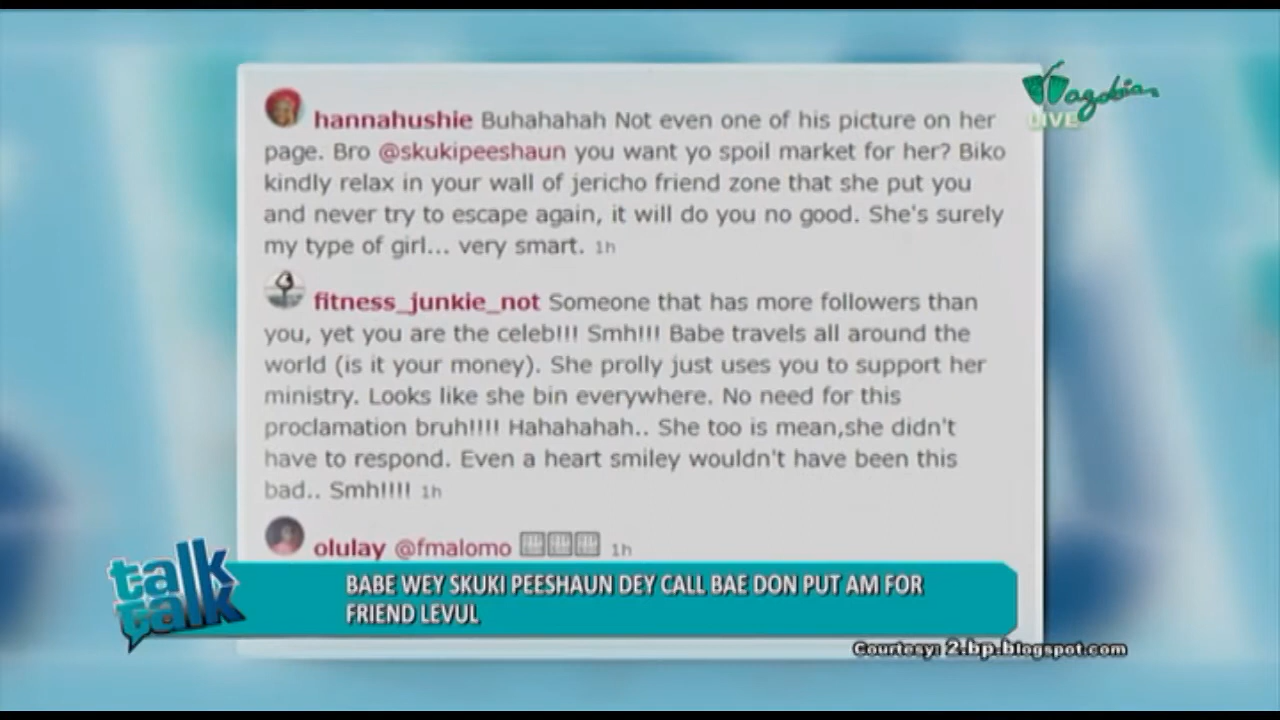 hannahushie Buhahahah Not even one of his picture on her
page. Bro @skukipeeshaun you want yo spoil market for her? Biko
kindly relax in your wall of jericho friend zone that she put you
and never try to escape again, it will do you no good. She's surely
my type of girl... very smart. 1h
fitness_junkie_not Someone that has more followers than
you, yet you are the celeb!!! Smh!!! Babe travels all around the
world (is it your money). She prolly just uses you to support her
ministry. Looks like she bin everywhere. No need for this
proclamation bruh!!!! Hahahahah.. She too is mean,she didn't
have to respond. Even a heart smiley wouldn't have been this
bad.. Smh!!!! 1h
olulay @fmalomo 1h
Wagobian
LIVE
talk
talk
BABE WEY SKUKI PEESHAUN DEY CALL BAE DON PUT AM FOR
FRIEND LEVUL
Courtesy: 2.bp.blogspot.com